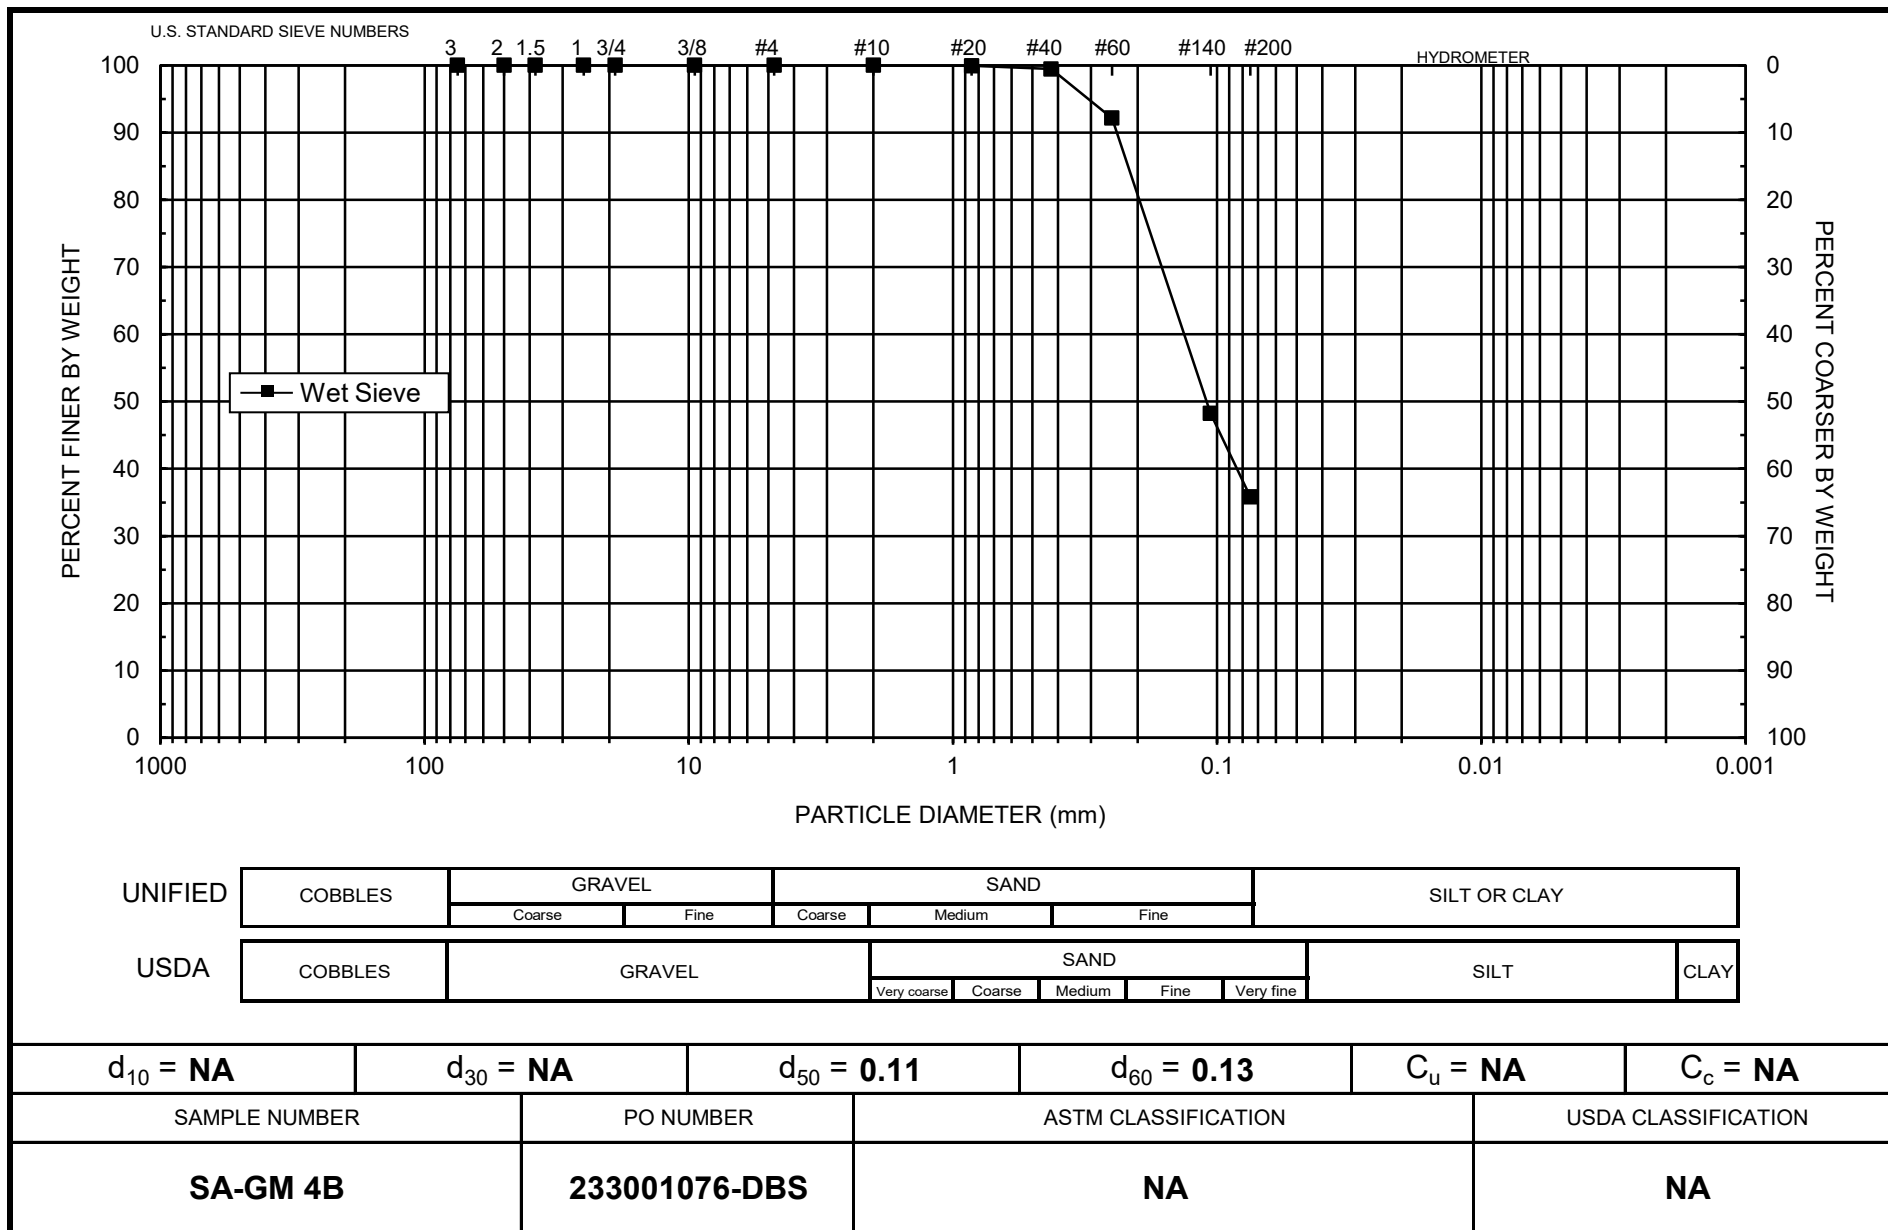 U.S. STANDARD SIEVE NUMBERS
3 2 1.5 1 3/4 3/8 #4 #10 #20 #40 #60 #140 #200
HYDROMETER
100 0
90 10
80 20
70 30
60 40
50 50
40 60
30 70
20 80
10 90
0 100
PERCENT FINER BY WEIGHT
PERCENT COARSER BY WEIGHT
Wet Sieve
1000 100 10 1 0.1 0.01 0.001
PARTICLE DIAMETER (mm)
UNIFIED COBBLES GRAVEL SAND SILT OR CLAY
Coarse Fine Coarse Medium Fine
USDA COBBLES GRAVEL SAND SILT CLAY
Very coarse Coarse Medium Fine Very fine
d10 = NA d30 = NA d50 = 0.11 d60 = 0.13 Cu = NA Cc = NA
SAMPLE NUMBER PO NUMBER ASTM CLASSIFICATION USDA CLASSIFICATION
SA-GM 4B 233001076-DBS NA NA